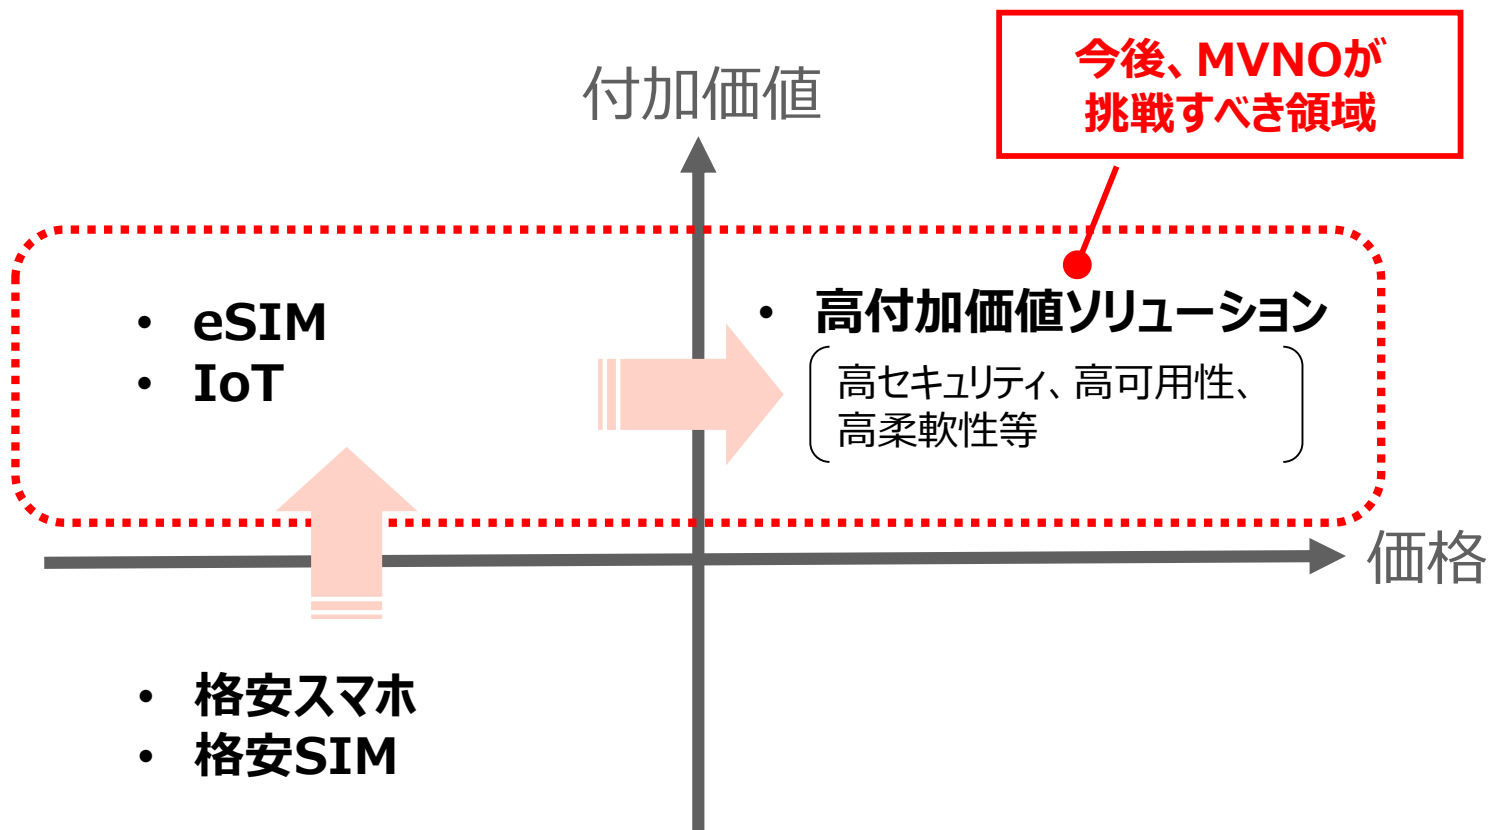 今後、MVNOが
挑戦すべき領域
付加価値
• eSIM
• IoT
• 高付加価値ソリューション
高セキュリティ、高可用性、
高柔軟性等
価格
• 格安スマホ
• 格安SIM